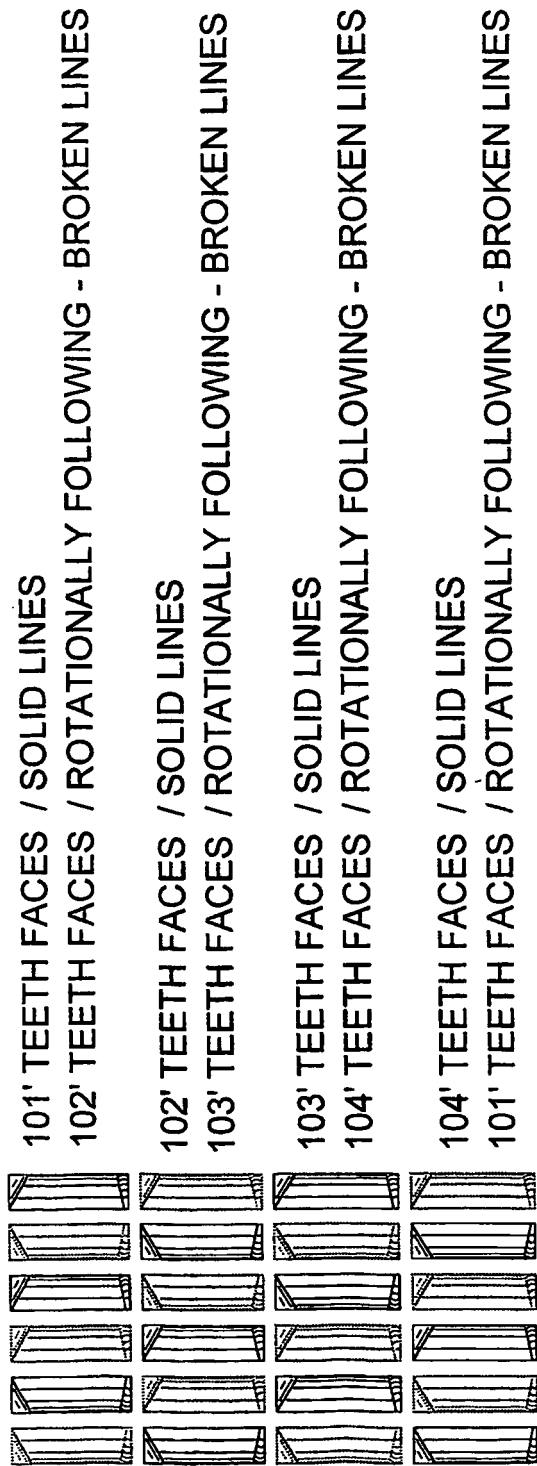 101' TEETH FACES / SOLID LINES
102' TEETH FACES / ROTATIONALLY FOLLOWING - BROKEN LINES
102' TEETH FACES / SOLID LINES
103' TEETH FACES / ROTATIONALLY FOLLOWING - BROKEN LINES
103' TEETH FACES / SOLID LINES
104' TEETH FACES / ROTATIONALLY FOLLOWING - BROKEN LINES
104' TEETH FACES / SOLID LINES
101' TEETH FACES / ROTATIONALLY FOLLOWING - BROKEN LINES